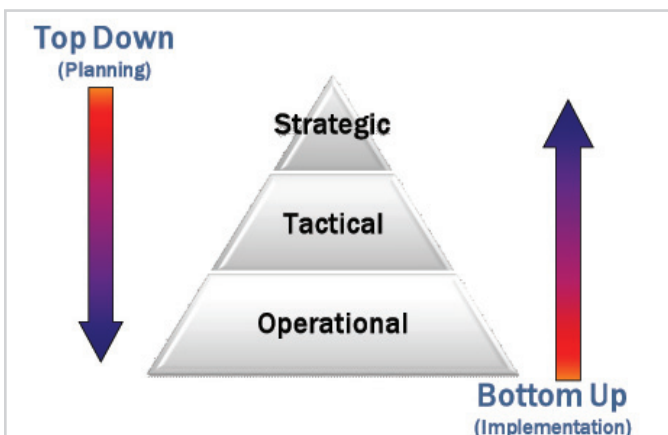 Top Down
(Planning)
Strategic
Tactical
Operational
Bottom Up
(Implementation)